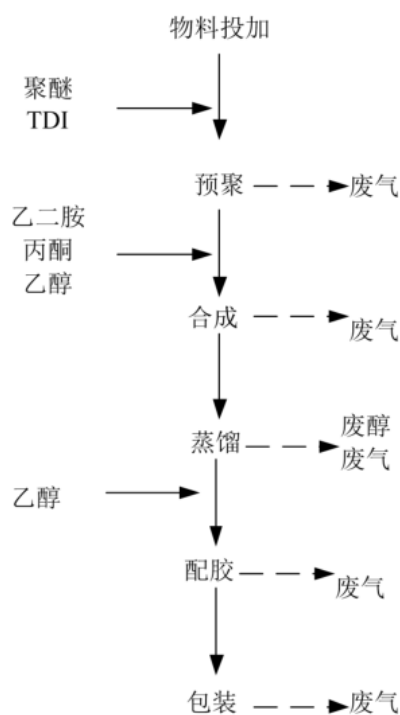 物料投加
聚醚
TDI
预聚
废气
乙二胺
丙酮
乙醇
合成
废气
蒸馏
废醇
废气
乙醇
配胶
废气
包装
废气